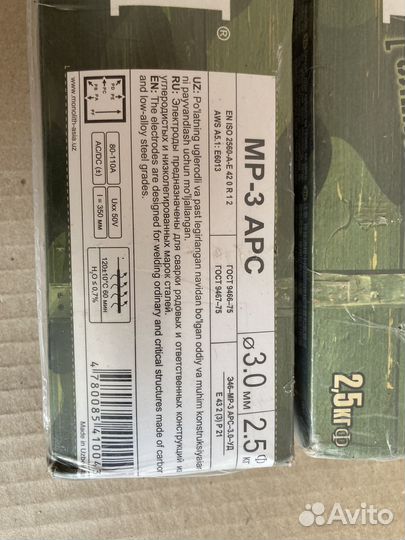 ®
MP-3 АРС
EN ISO 2560-A-E 42 0 R 1 2
AWS A5.1: E6013
ГОСТ 9466-75
ГОСТ 9467-75
Э46-МР-3 АРС-3.0-УД
Е 43 2(3) Р 21
⌀3.0 мм
2.5 кг
UZ: Po'latning uglerodli va past legirlangan navidan bo'lgan oddiy va muhim konstruksiyalar
ni payvandlash uchun mo'ljallangan.
RU: Электроды предназначены для сварки рядовых и ответственных конструкций из
углеродистых и низколегированных марок сталей.
EN: The electrodes are designed for welding ordinary and critical structures made of carbon
and low-alloy steel grades.
80-110A
Uxx 50V
AC/DC (±)
l = 350 мм
120±10°C 60 мин
H₂O ≤ 0.7%
www.monolith-asia.uz
Made in
2,5кг
Avito